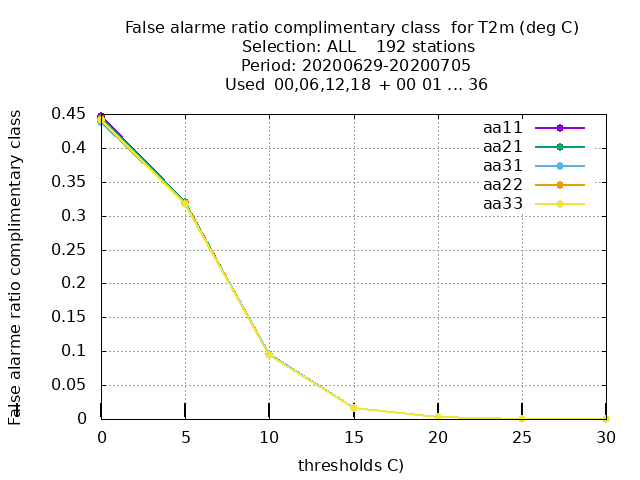 False alarme ratio complimentary class  for T2m (deg C)
Selection: ALL    192 stations
Period: 20200629-20200705
Used  00,06,12,18  + 00 01 ... 36
False alarme ratio complimentary class
0.45
0.4
0.35
0.3
0.25
0.2
0.15
0.1
0.05
0
aa11
aa21
aa31
aa22
aa33
0 5 10 15 20 25 30
thresholds C)